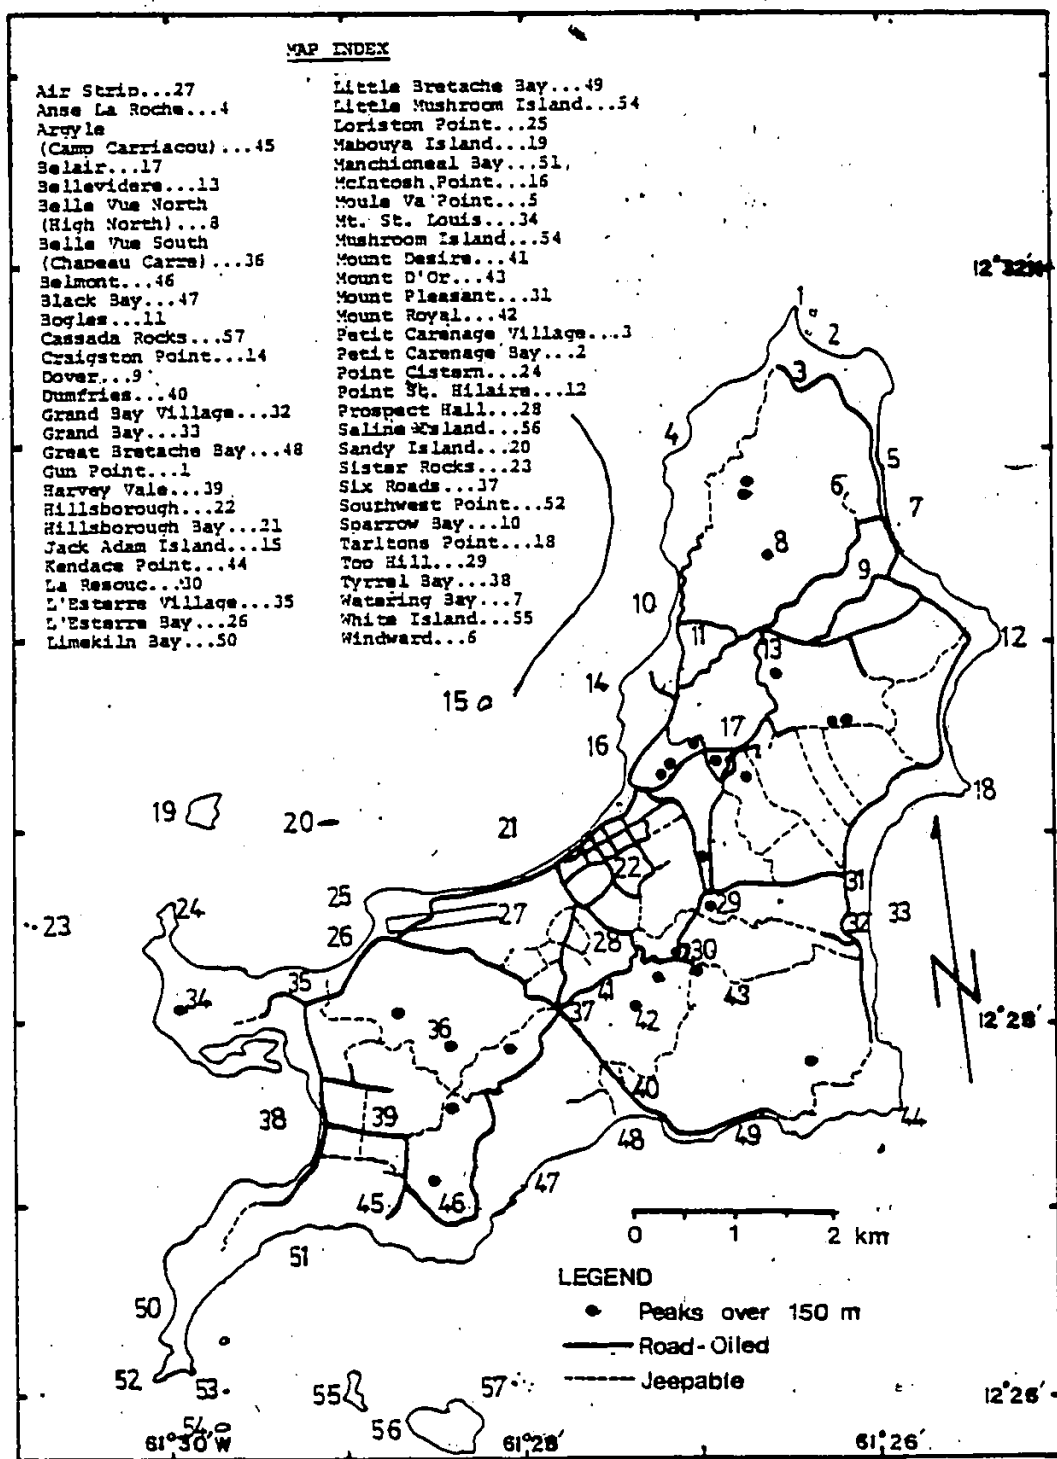 MAP INDEX
Air Strip...27
Anse La Roche...4
Argyle
(Camp Carriacou)...45
Belair...17
Bellevidere...13
Belle Vue North
(High North)...8
Belle Vue South
(Chapeau Carre)...36
Belmont...46
Black Bay...47
Bogles...11
Cassada Rocks...57
Craigston Point...14
Dover...9
Dumfries...40
Grand Bay Village...32
Grand Bay...33
Great Bretache Bay...48
Gun Point...1
Harvey Vale...39
Hillsborough...22
Hillsborough Bay...21
Jack Adam Island...15
Kendace Point...44
La Resouc...30
L'Esterre Village...35
L'Esterre Bay...26
Limekiln Bay...50
Little Bretache Bay...49
Little Mushroom Island...54
Loriston Point...25
Mabouya Island...19
Manchioneal Bay...51
McIntosh Point...16
Moule Va Point...5
Mt. St. Louis...34
Mushroom Island...54
Mount Desire...41
Mount D'Or...43
Mount Pleasant...31
Mount Royal...42
Petit Carenage Village...3
Petit Carenage Bay...2
Point Cistern...24
Point St. Hilaire...12
Prospect Hall...28
Saline Island...56
Sandy Island...20
Sister Rocks...23
Six Roads...37
Southwest Point...52
Sparrow Bay...10
Tarltons Point...18
Top Hill...29
Tyrrel Bay...38
Watering Bay...7
White Island...55
Windward...6
12°32'N
1
2
3
4
5
6
7
8
9
10
11
12
13
14
15
16
17
18
19
20
21
22
23
24
25
26
27
28
29
30
31
32
33
34
35
36
37
38
39
40
41
42
43
44
45
46
47
48
49
50
51
52
53
54
55
56
57
N
12°28'
0 1 2 km
LEGEND
Peaks over 150 m
Road-Oiled
Jeepable
12°26'
61°30'W
61°28'
61°26'